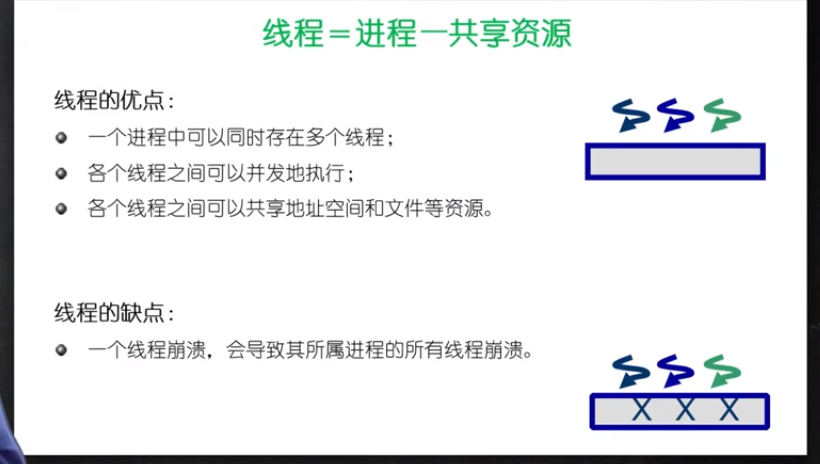 线程＝进程－共享资源
线程的优点：
一个进程中可以同时存在多个线程；
各个线程之间可以并发地执行；
各个线程之间可以共享地址空间和文件等资源。
线程的缺点：
一个线程崩溃，会导致其所属进程的所有线程崩溃。
X X X